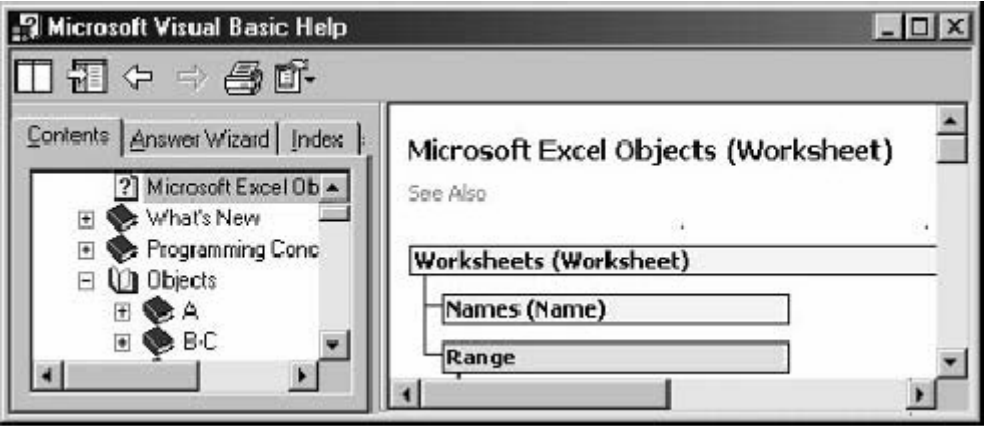 Microsoft Visual Basic Help
Contents Answer Wizard Index
Microsoft Excel Ob
What's New
Programming Conc
Objects
A
B-C
Microsoft Excel Objects (Worksheet)
See Also
Worksheets (Worksheet)
Names (Name)
Range